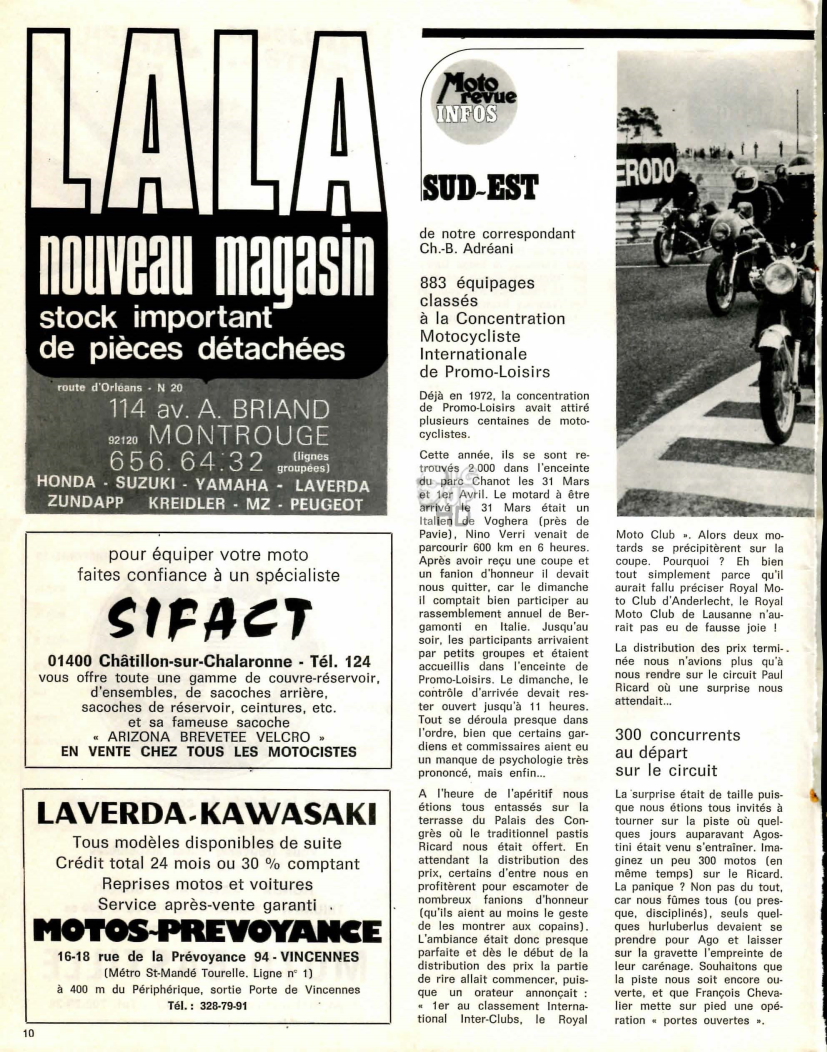 LALA
nouveau magasin
stock important
de pièces détachées
route d'Orléans - N 20
114 av. A. BRIAND
92120 MONTROUGE
656.64.32 (lignes groupées)
HONDA - SUZUKI - YAMAHA - LAVERDA
ZUNDAPP KREIDLER - MZ - PEUGEOT
pour équiper votre moto
faites confiance à un spécialiste
SIFACT
01400 Châtillon-sur-Chalaronne - Tél. 124
vous offre toute une gamme de couvre-réservoir,
d'ensembles, de sacoches arrière,
sacoches de réservoir, ceintures, etc.
et sa fameuse sacoche
« ARIZONA BREVETEE VELCRO »
EN VENTE CHEZ TOUS LES MOTOCISTES
LAVERDA-KAWASAKI
Tous modèles disponibles de suite
Crédit total 24 mois ou 30 % comptant
Reprises motos et voitures
Service après-vente garanti .
MOTOS-PREVOYANCE
16-18 rue de la Prévoyance 94 - VINCENNES
(Métro St-Mandé Tourelle. Ligne n° 1)
à 400 m du Périphérique, sortie Porte de Vincennes
Tél. : 328-79-91
10
Moto
revue
INFOS
SUD-EST
de notre correspondant
Ch.-B. Adréani
883 équipages
classés
à la Concentration
Motocycliste
Internationale
de Promo-Loisirs
Déjà en 1972, la concentration
de Promo-Loisirs avait attiré
plusieurs centaines de moto-
cyclistes.
Cette année, ils se sont re-
trouvés 2 000 dans l'enceinte
du parc Chanot les 31 Mars
et 1er Avril. Le motard à être
arrivé le 31 Mars était un
Italien de Voghera (près de
Pavie), Nino Verri venait de
parcourir 600 km en 6 heures.
Après avoir reçu une coupe et
un fanion d'honneur il devait
nous quitter, car le dimanche
il comptait bien participer au
rassemblement annuel de Ber-
gamonti en Italie. Jusqu'au
soir, les participants arrivaient
par petits groupes et étaient
accueillis dans l'enceinte de
Promo-Loisirs. Le dimanche, le
contrôle d'arrivée devait res-
ter ouvert jusqu'à 11 heures.
Tout se déroula presque dans
l'ordre, bien que certains gar-
diens et commissaires aient eu
un manque de psychologie très
prononcé, mais enfin...
A l'heure de l'apéritif nous
étions tous entassés sur la
terrasse du Palais des Con-
grès où le traditionnel pastis
Ricard nous était offert. En
attendant la distribution des
prix, certains d'entre nous en
profitèrent pour escamoter de
nombreux fanions d'honneur
(qu'ils aient au moins le geste
de les montrer aux copains).
L'ambiance était donc presque
parfaite et dès le début de la
distribution des prix la partie
de rire allait commencer, puis-
que un orateur annonçait :
« 1er au classement Interna-
tional Inter-Clubs, le Royal
ERODO
Moto Club ». Alors deux mo-
tards se précipitèrent sur la
coupe. Pourquoi ? Eh bien
tout simplement parce qu'il
aurait fallu préciser Royal Mo-
to Club d'Anderlecht, le Royal
Moto Club de Lausanne n'au-
rait pas eu de fausse joie !
La distribution des prix termi-
née nous n'avions plus qu'à
nous rendre sur le circuit Paul
Ricard où une surprise nous
attendait...
300 concurrents
au départ
sur le circuit
La surprise était de taille puis-
que nous étions tous invités à
tourner sur la piste où quel-
ques jours auparavant Agos-
tini était venu s'entraîner. Ima-
ginez un peu 300 motos (en
même temps) sur le Ricard.
La panique ? Non pas du tout,
car nous fûmes tous (ou pres-
que, disciplinés), seuls quel-
ques hurluberlus devaient se
prendre pour Ago et laisser
sur la gravette l'empreinte de
leur carénage. Souhaitons que
la piste nous soit encore ou-
verte, et que François Cheva-
lier mette sur pied une opé-
ration « portes ouvertes ».